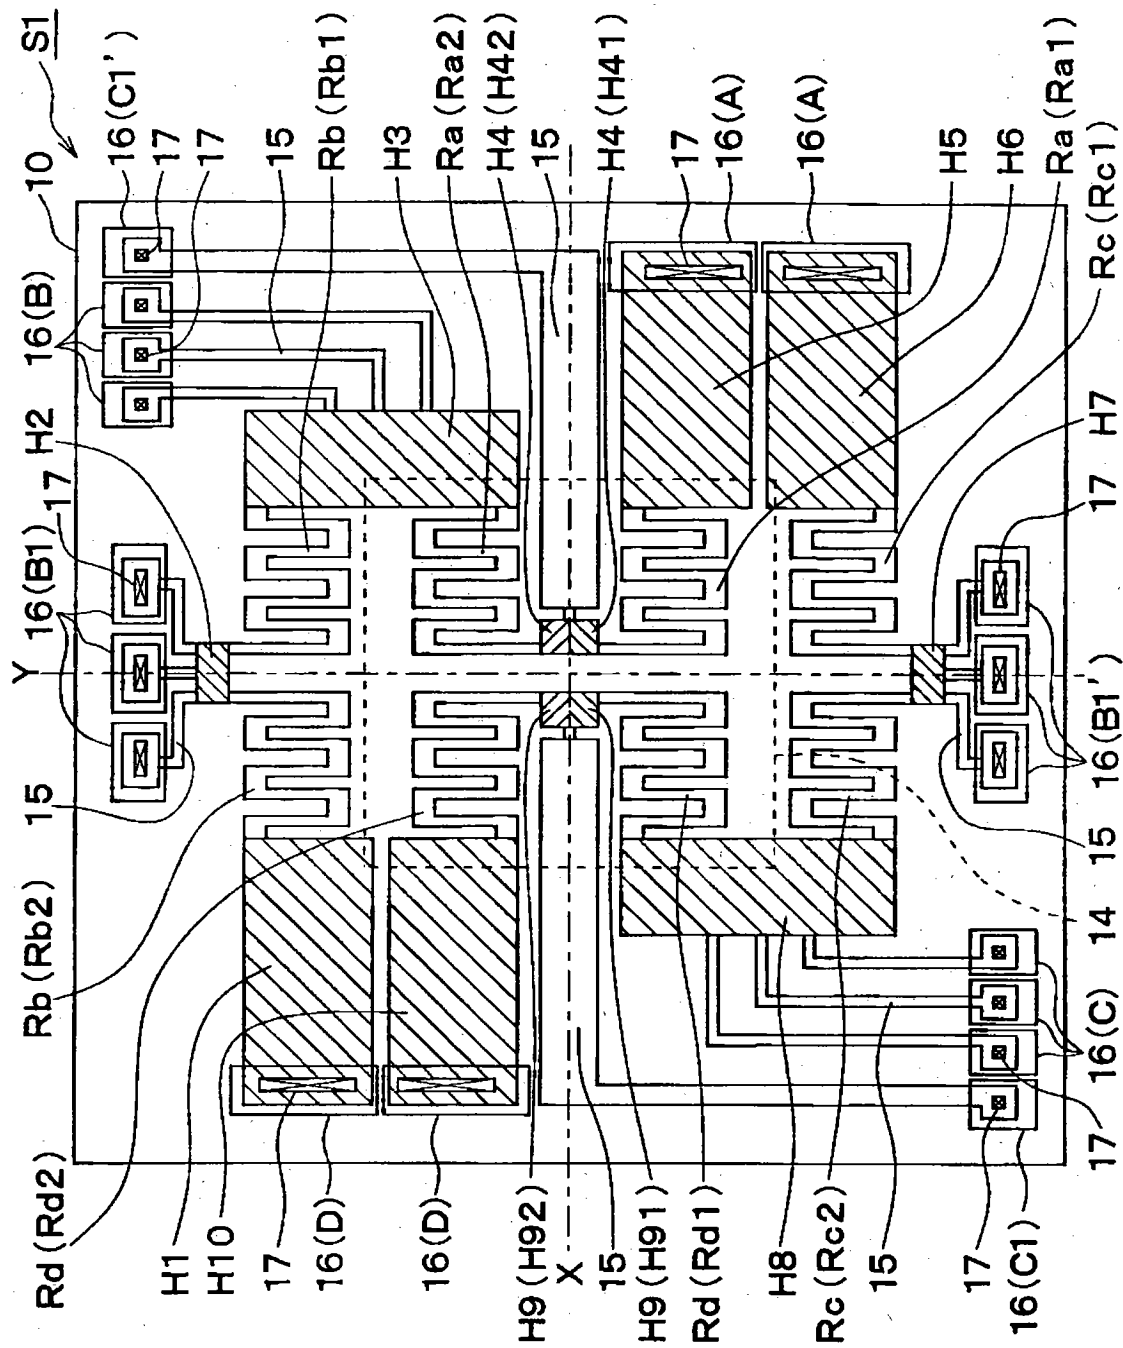 S1
10
Rd(Rd2)
Rb(Rb2)
15
16(B1)
17
Y
H2
16(B)
16(C1')
17
17
15
Rb(Rb1)
H3
Ra(Ra2)
H4(H42)
15
H4(H41)
17
16(A)
16(A)
H5
H6
Ra(Ra1)
Rc(Rc1)
H1
H10
17
16(D)
16(D)
H9(H92)
X
15
H9(H91)
Rd(Rd1)
H8
Rc(Rc2)
15
17
16(C1)
17
16(C)
14
15
16(B1')
17
H7